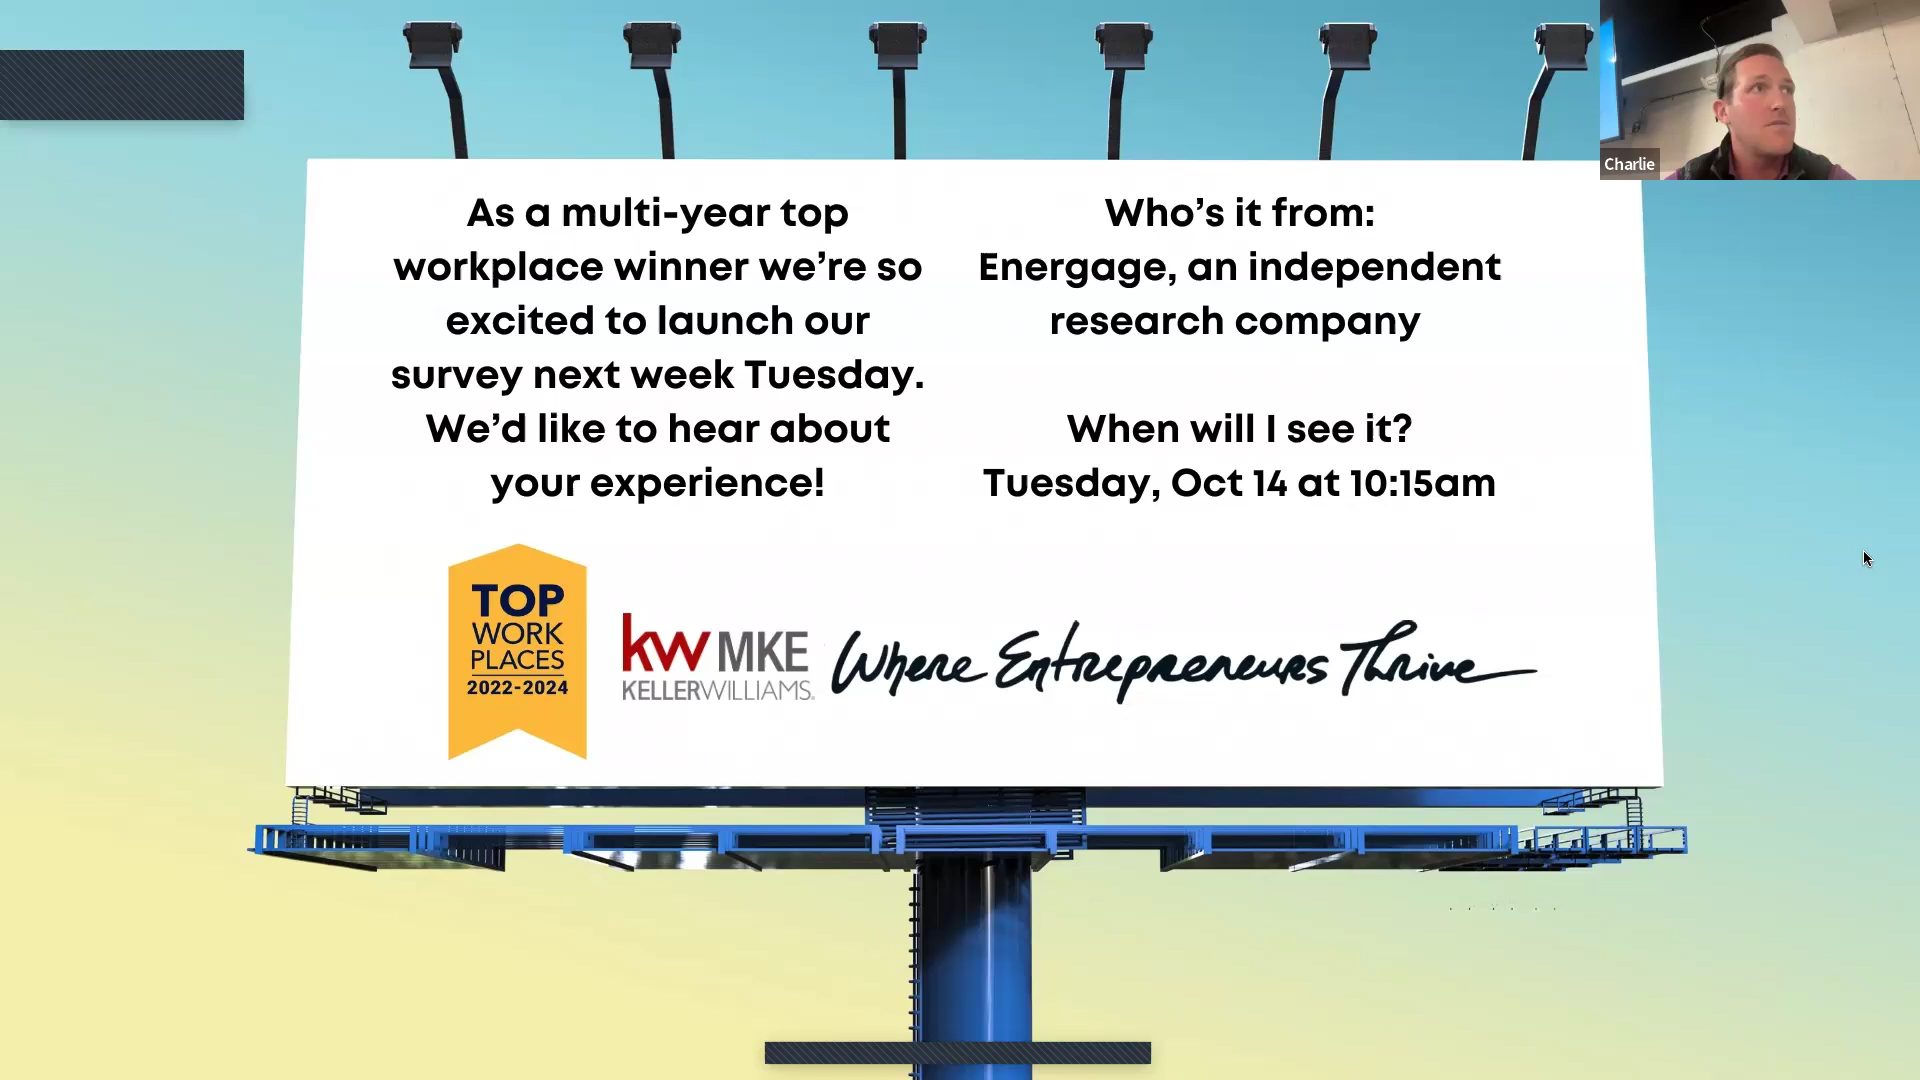 As a multi-year top
workplace winner we’re so
excited to launch our
survey next week Tuesday.
We’d like to hear about
your experience!
Who’s it from:
Energage, an independent
research company
When will I see it?
Tuesday, Oct 14 at 10:15am
TOP
WORK
PLACES
2022-2024
kw MKE
KELLERWILLIAMS.
Where Entrepreneurs Thrive
Charlie